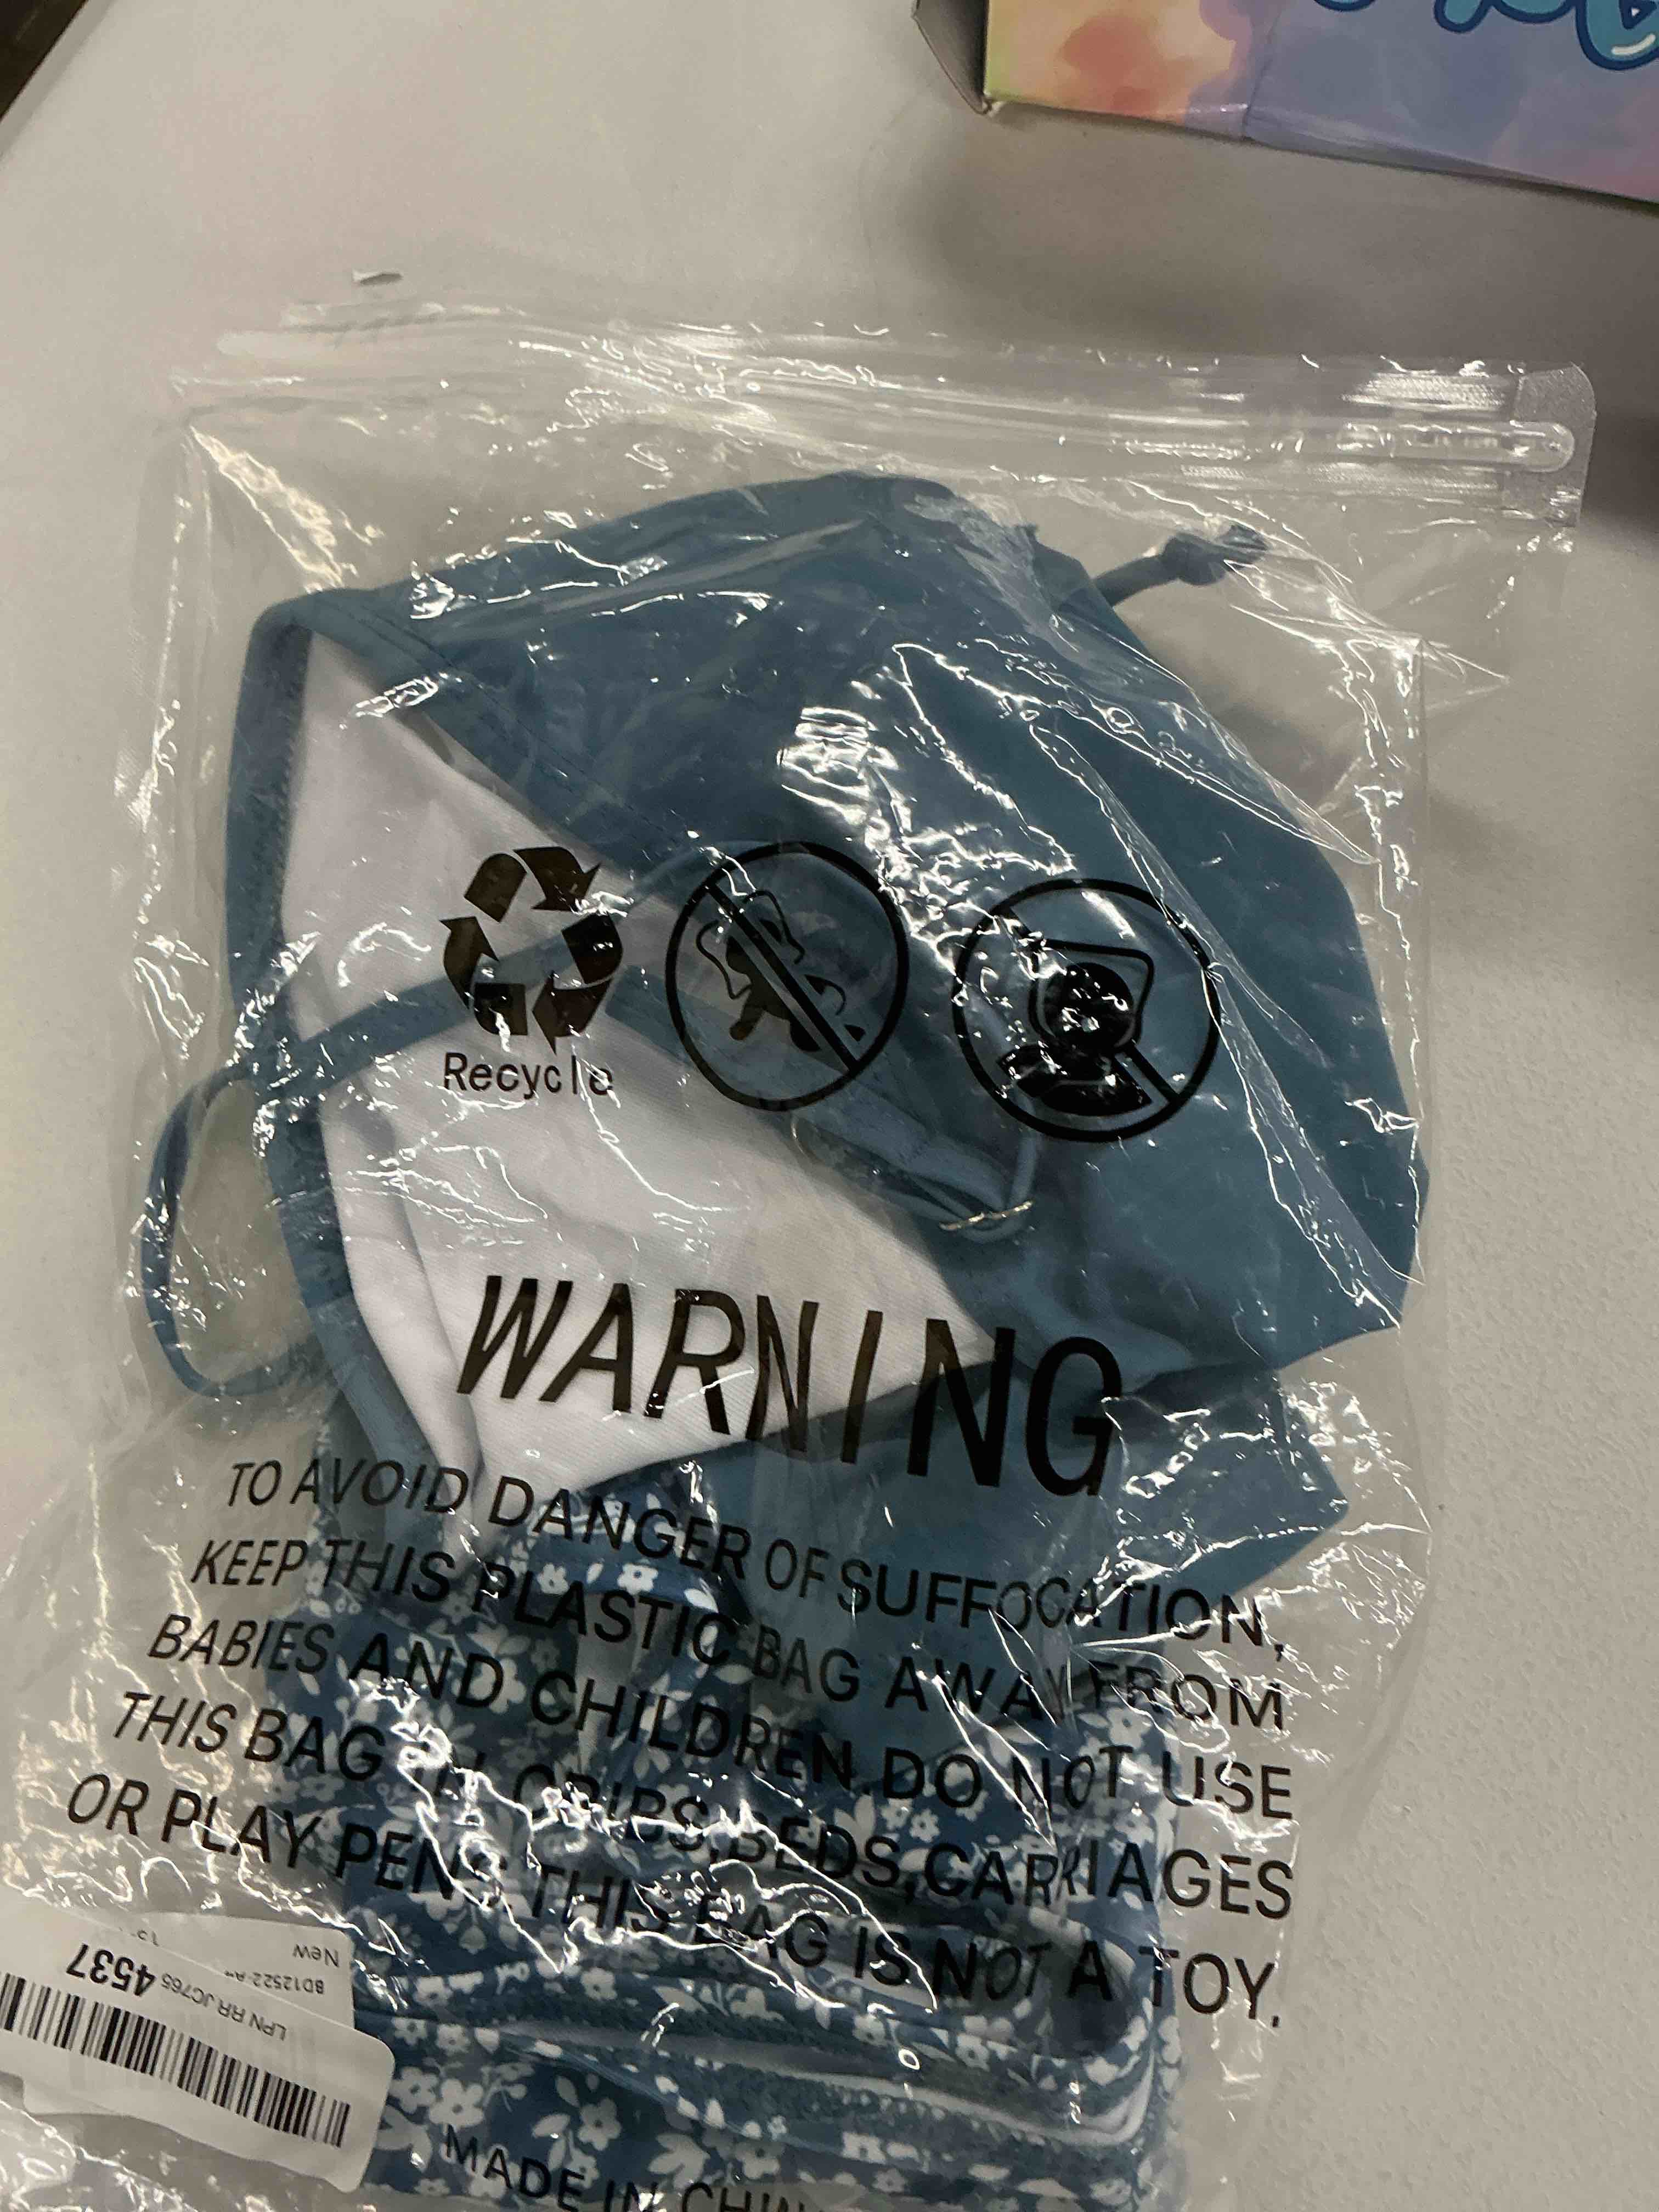 Recycle
WARNING
TO AVOID DANGER OF SUFFOCATION,
KEEP THIS PLASTIC BAG AWAY FROM
BABIES AND CHILDREN.DO NOT USE
THIS BAG IN CRIBS,BEDS,CARRIAGES
OR PLAY PENS THIS BAG IS NOT A TOY.
MADE IN
LPN RRJC765 4537
New